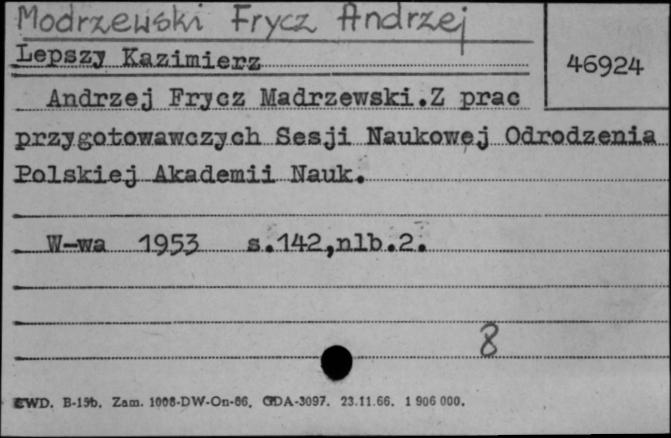 Modrzewski Frycz Andrzej
Lepszy Kazimierz
46924
Andrzej Frycz Madrzewski.Z prac
przygotowawczych Sesji Naukowej Odrodzenia
Polskiej Akademii Nauk.
W-wa 1953 s.142,nlb.2.
8
CWD. B-15b. Zam. 1008-DW-On-66. GDA-3097. 23.11.66. 1 906 000.